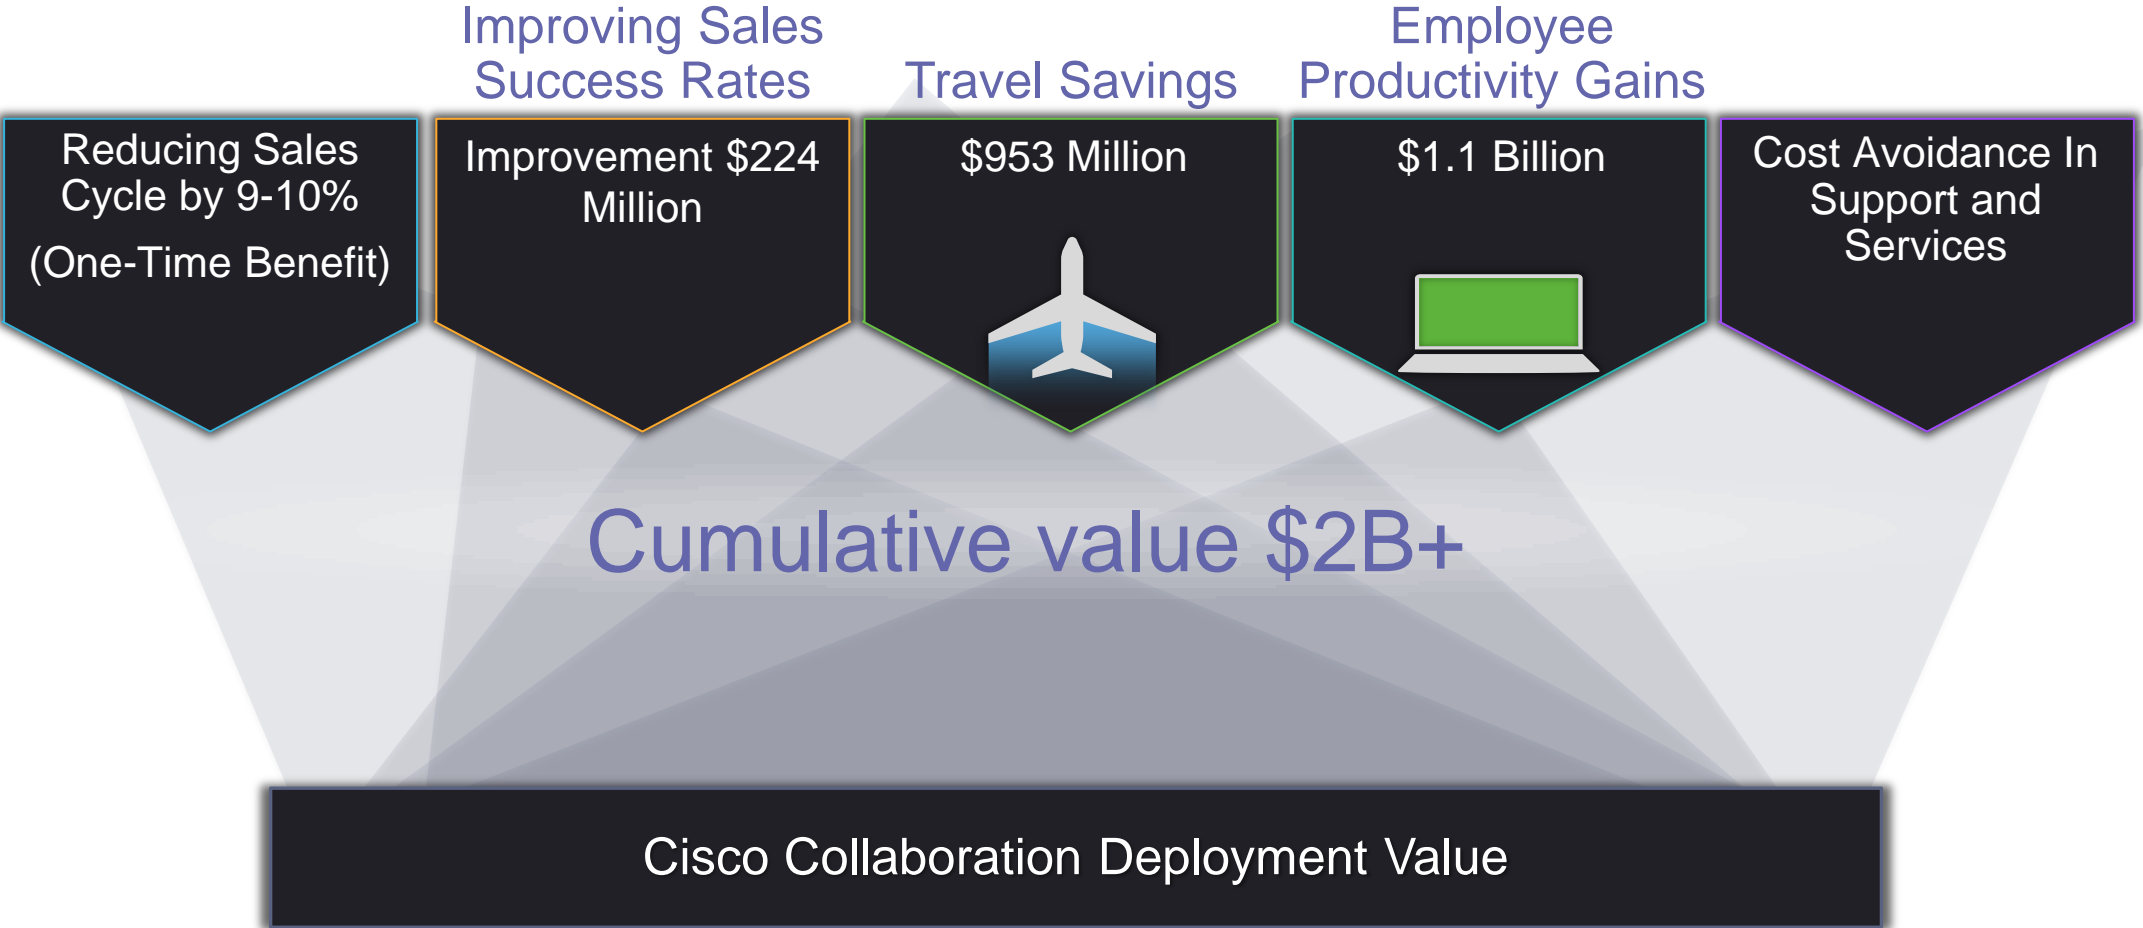 Improving Sales
Success Rates
Travel Savings
Employee
Productivity Gains
Reducing Sales
Cycle by 9-10%
(One-Time Benefit)
Improvement $224
Million
$953 Million
$1.1 Billion
Cost Avoidance In
Support and
Services
Cumulative value $2B+
Cisco Collaboration Deployment Value